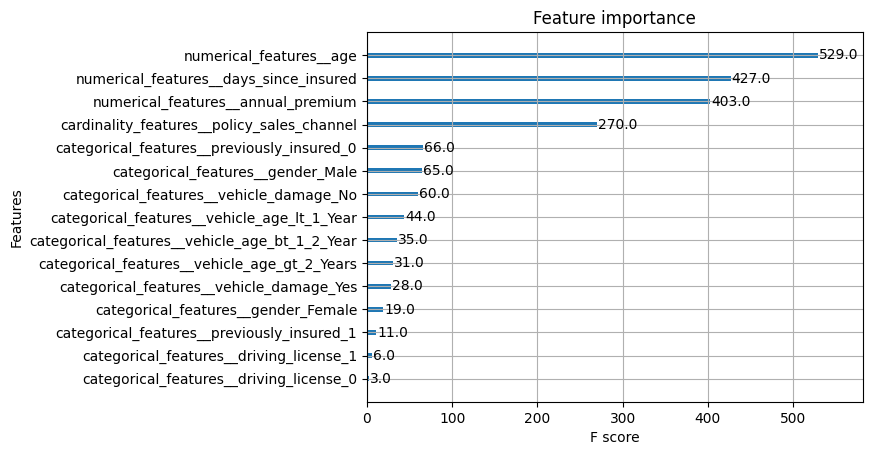 Feature importance
numerical_features__age 529.0
numerical_features__days_since_insured 427.0
numerical_features__annual_premium 403.0
cardinality_features__policy_sales_channel 270.0
categorical_features__previously_insured_0 66.0
categorical_features__gender_Male 65.0
categorical_features__vehicle_damage_No 60.0
categorical_features__vehicle_age_lt_1_Year 44.0
categorical_features__vehicle_age_bt_1_2_Year 35.0
categorical_features__vehicle_age_gt_2_Years 31.0
categorical_features__vehicle_damage_Yes 28.0
categorical_features__gender_Female 19.0
categorical_features__previously_insured_1 11.0
categorical_features__driving_license_1 6.0
categorical_features__driving_license_0 3.0
Features
0 100 200 300 400 500
F score